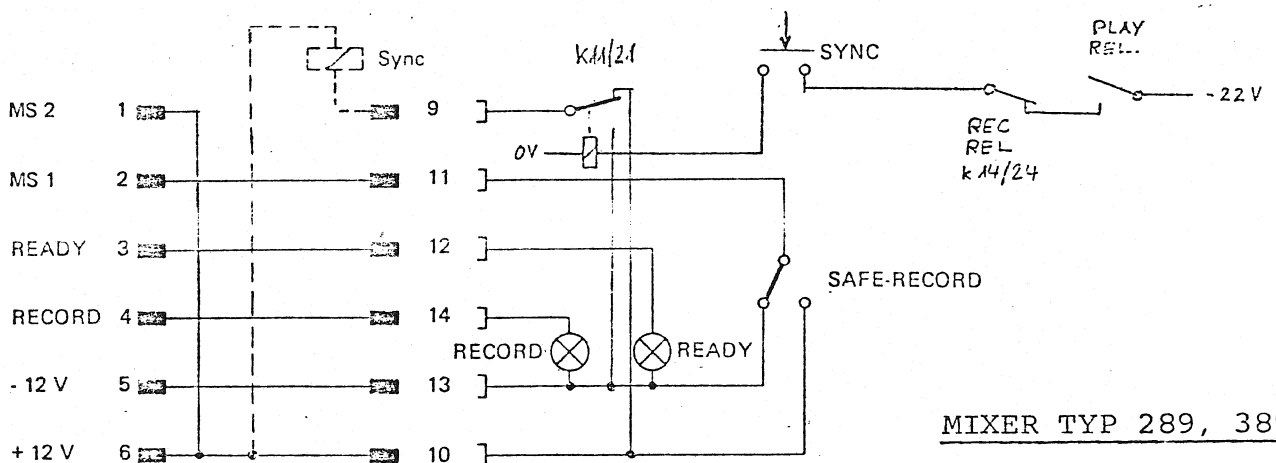 Sync
K11/21
SYNC
PLAY
REL.
MS 2 1 9
- 22 V
0V
REC
REL
K14/24
MS 1 2 11
READY 3 12
SAFE-RECORD
RECORD 4 14
RECORD READY
- 12 V 5 13
+ 12 V 6 10
MIXER TYP 289, 38